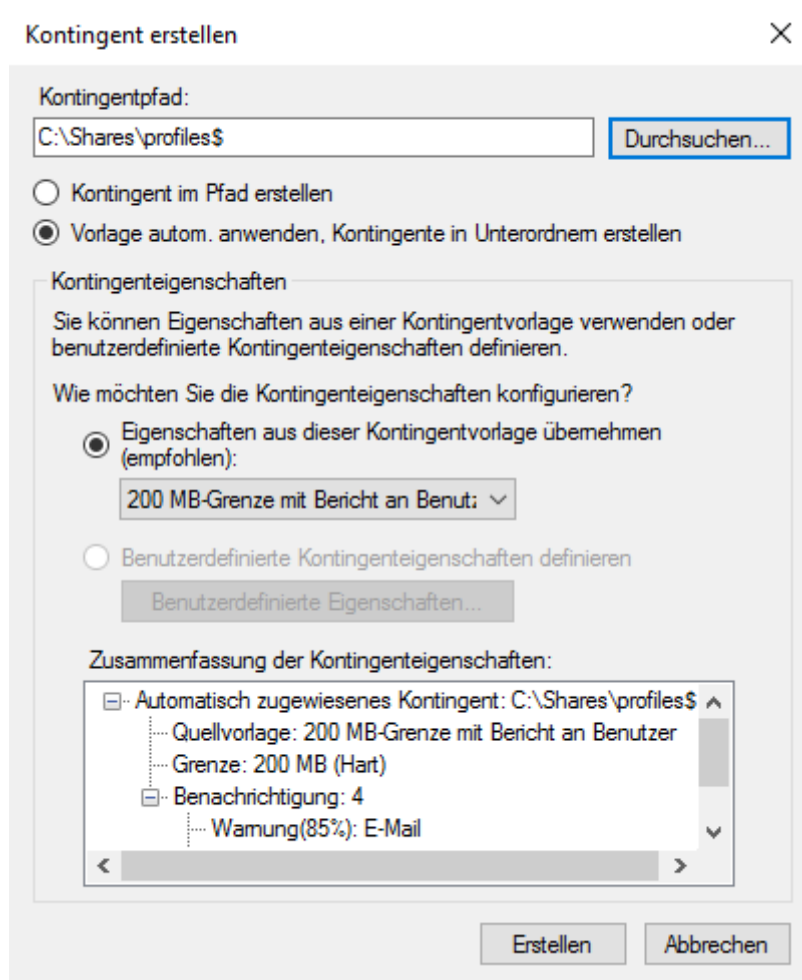 Kontingent erstellen
Kontingentpfad:
C:\Shares\profiles$
Durchsuchen...
Kontingent im Pfad erstellen
Vorlage autom. anwenden, Kontingente in Unterordnern erstellen
Kontingenteigenschaften
Sie können Eigenschaften aus einer Kontingentvorlage verwenden oder
benutzerdefinierte Kontingenteigenschaften definieren.
Wie möchten Sie die Kontingenteigenschaften konfigurieren?
Eigenschaften aus dieser Kontingentvorlage übernehmen
(empfohlen):
200 MB-Grenze mit Bericht an Benutz
Benutzerdefinierte Kontingenteigenschaften definieren
Benutzerdefinierte Eigenschaften...
Zusammenfassung der Kontingenteigenschaften:
Automatisch zugewiesenes Kontingent: C:\Shares\profiles$
Quellvorlage: 200 MB-Grenze mit Bericht an Benutzer
Grenze: 200 MB (Hart)
Benachrichtigung: 4
Warnung(85%): E-Mail
Erstellen
Abbrechen